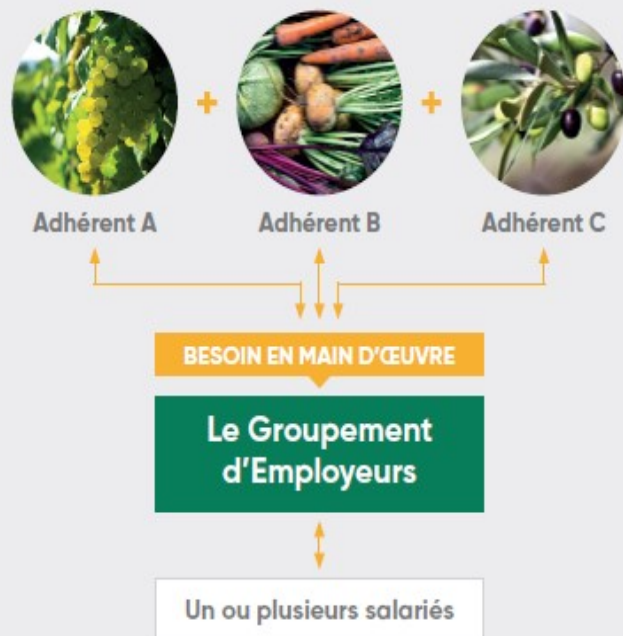 + +
Adhérent A Adhérent B Adhérent C
BESOIN EN MAIN D'ŒUVRE
Le Groupement
d'Employeurs
Un ou plusieurs salariés